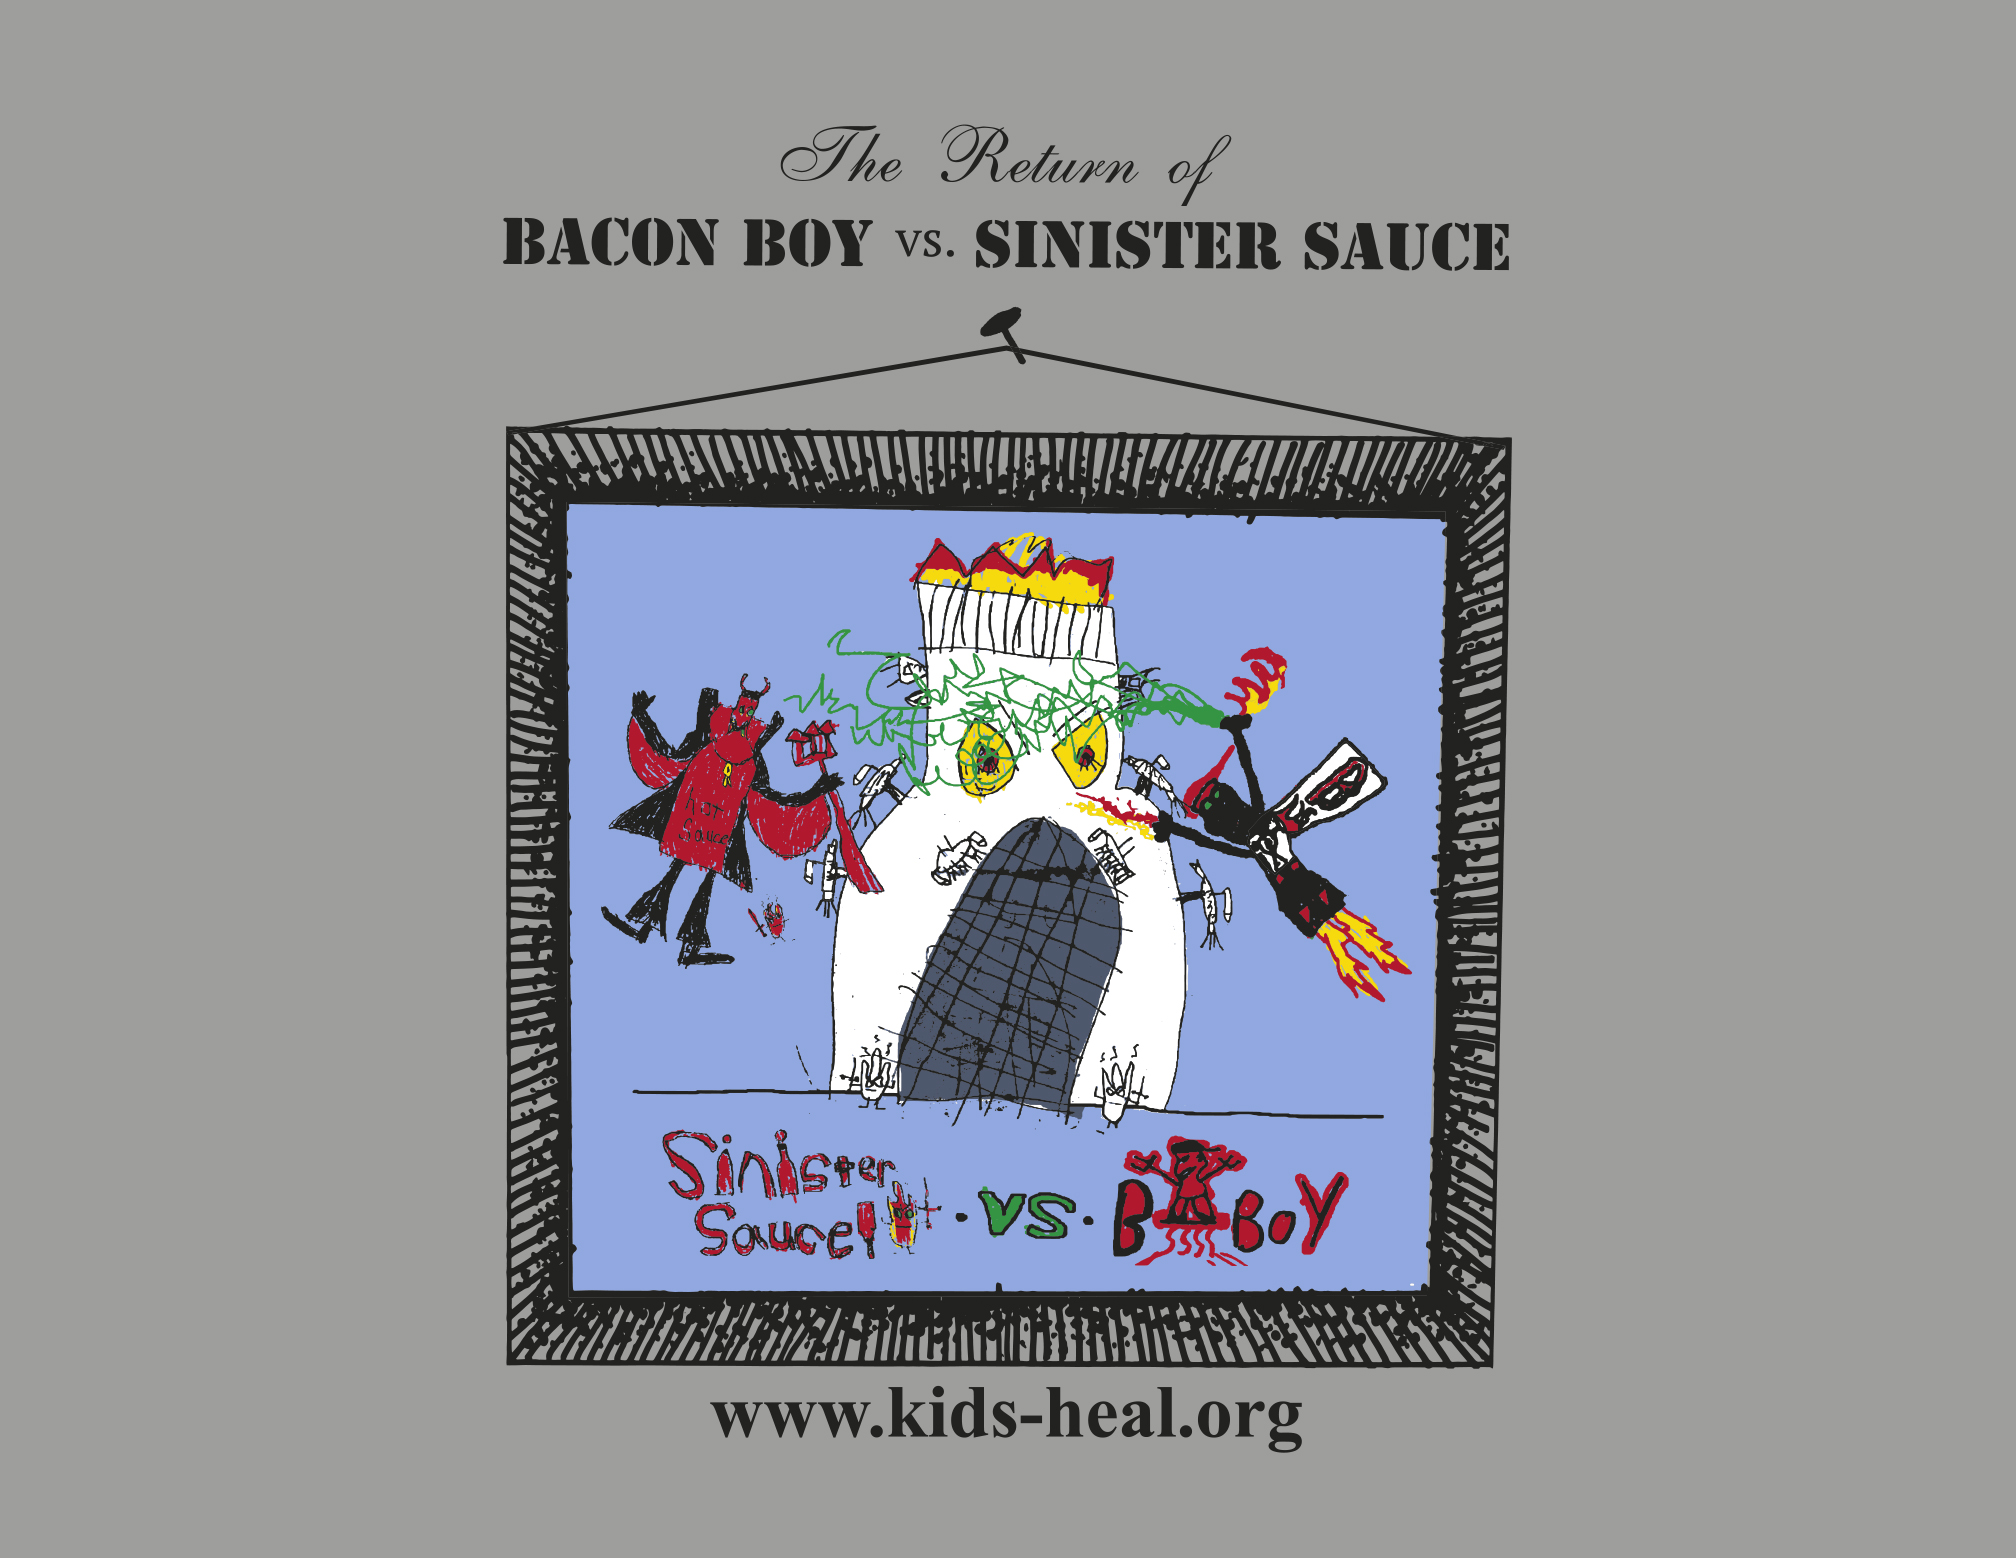 The Return of
BACON BOY vs. SINISTER SAUCE
HOT
Sauce
Sinister
Sauce! · VS · B BOY
www.kids-heal.org